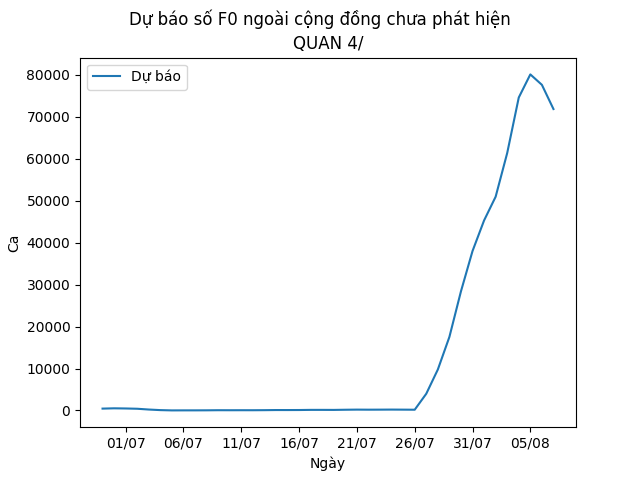 Dự báo số F0 ngoài cộng đồng chưa phát hiện
QUAN 4/
Dự báo
80000
70000
60000
50000
40000
30000
20000
10000
0
Ca
01/07 06/07 11/07 16/07 21/07 26/07 31/07 05/08
Ngày